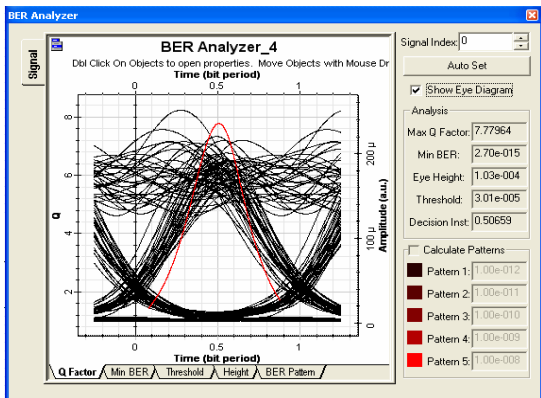 BER Analyzer
Signal
BER Analyzer_4
Dbl Click On Objects to open properties. Move Objects with Mouse Dr
Time (bit period)
0 0.5 1
Q
8
6
4
2
Amplitude (a.u.)
200 µ
100 µ
0
0 0.5 1
Time (bit period)
Q Factor Min BER Threshold Height BER Pattern
Signal Index: 0
Auto Set
Show Eye Diagram
Analysis
Max Q Factor: 7.77964
Min BER: 2.70e-015
Eye Height: 1.03e-004
Threshold: 3.01e-005
Decision Inst: 0.50659
Calculate Patterns
Pattern 1: 1.00e-012
Pattern 2: 1.00e-011
Pattern 3: 1.00e-010
Pattern 4: 1.00e-009
Pattern 5: 1.00e-008